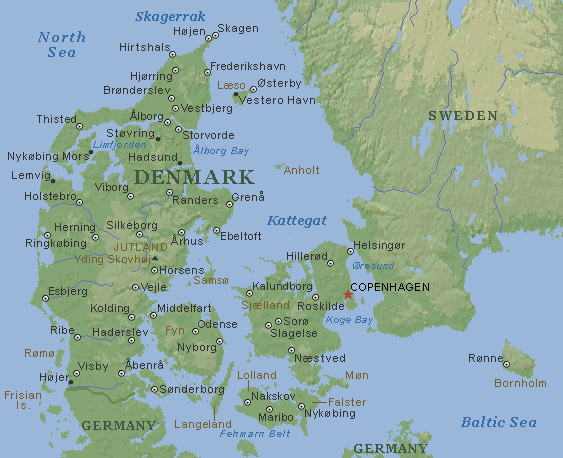 Skagerrak
North
Sea
Højen
Skagen
Hirtshals
Frederikshavn
Hjørring
Læso
Østerby
Brønderslev
Vestero Havn
Vestbjerg
Thisted
Ålborg
SWEDEN
Støvring
Storvorde
Limfjorden
Ålborg Bay
Nykøbing Mors
Hadsund
Anholt
Lemvig
DENMARK
Viborg
Holstebro
Randers
Grenå
Kattegat
Herning
Silkeborg
Århus
Ebeltoft
Ringkøbing
JUTLAND
Helsingør
Yding Skovhøj
Hillerød
Øresund
Horsens
Samsø
Esbjerg
Vejle
Kalundborg
COPENHAGEN
Kolding
Middelfart
Sjælland
Roskilde
Ribe
Haderslev
Fyn
Odense
Sorø
Koge Bay
Slagelse
Rømø
Nyborg
Næstved
Rønne
Visby
Åbenrå
Højer
Lolland
Møn
Bornholm
Frisian
Is.
Sønderborg
Nakskov
Falster
Maribo
Nykøbing
Langeland
Baltic Sea
GERMANY
Fehmarn Belt
GERMANY